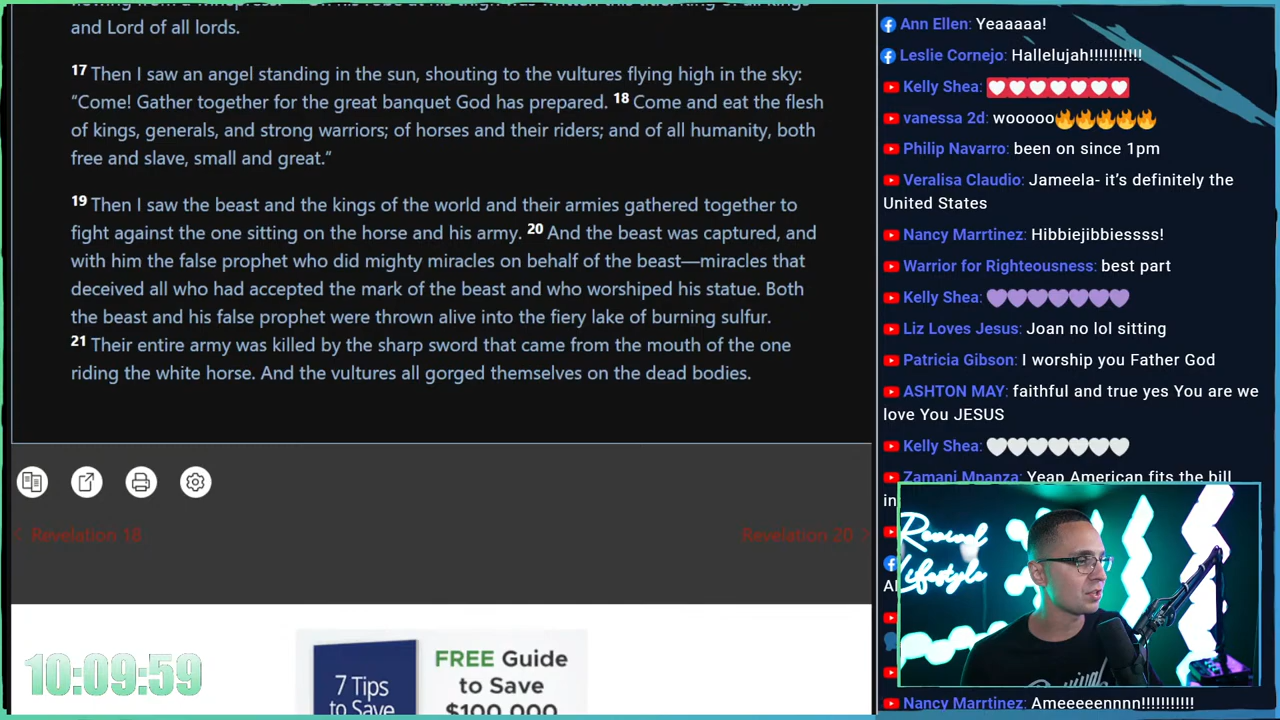 and Lord of all lords.
17 Then I saw an angel standing in the sun, shouting to the vultures flying high in the sky:
“Come! Gather together for the great banquet God has prepared. 18 Come and eat the flesh
of kings, generals, and strong warriors; of horses and their riders; and of all humanity, both
free and slave, small and great.”
19 Then I saw the beast and the kings of the world and their armies gathered together to
fight against the one sitting on the horse and his army. 20 And the beast was captured, and
with him the false prophet who did mighty miracles on behalf of the beast—miracles that
deceived all who had accepted the mark of the beast and who worshiped his statue. Both
the beast and his false prophet were thrown alive into the fiery lake of burning sulfur.
21 Their entire army was killed by the sharp sword that came from the mouth of the one
riding the white horse. And the vultures all gorged themselves on the dead bodies.
Revelation 18
Revelation 20
FREE Guide
to Save
$100,000
7 Tips
to Save
10:09:59
Ann Ellen: Yeaaaaa!
Leslie Cornejo: Hallelujah!!!!!!!!!!!
Kelly Shea:
vanessa 2d: wooooo🔥🔥🔥🔥🔥
Philip Navarro: been on since 1pm
Veralisa Claudio: Jameela- it’s definitely the
United States
Nancy Marrtinez: Hibbiejibbiessss!
Warrior for Righteousness: best part
Kelly Shea: 💜💜💜💜💜💜💜
Liz Loves Jesus: Joan no lol sitting
Patricia Gibson: I worship you Father God
ASHTON MAY: faithful and true yes You are we
love You JESUS
Kelly Shea: 🤍🤍🤍🤍🤍🤍🤍
Zamani Mpanza: Yeap American fits the bill
in
Revival
Lifestyle
Revival
Nancy Marrtinez: Ameeeeennnn!!!!!!!!!!!